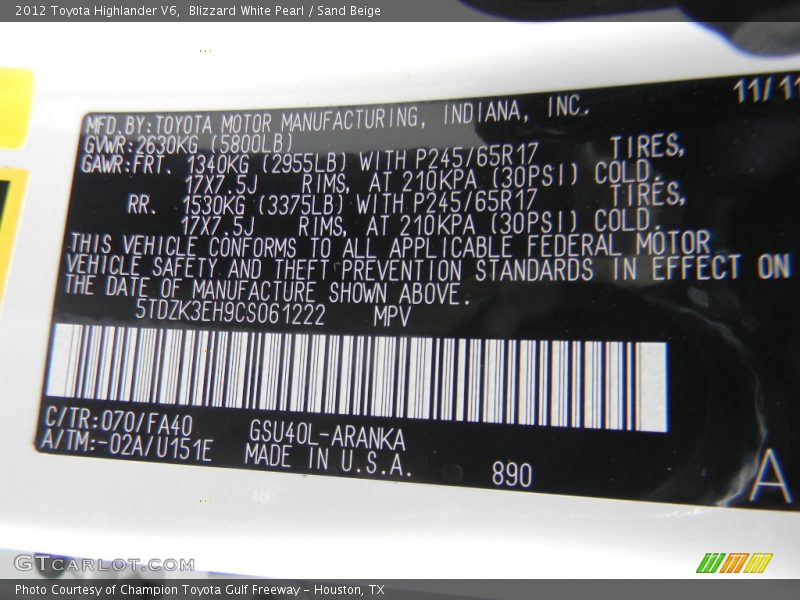 2012 Toyota Highlander V6,  Blizzard White Pearl / Sand Beige
11/11
MFD.BY:TOYOTA MOTOR MANUFACTURING, INDIANA, INC.
GVWR:2630KG (5800LB)
GAWR:FRT. 1340KG (2955LB) WITH P245/65R17 TIRES,
17X7.5J RIMS, AT 210KPA (30PSI) COLD.
RR. 1530KG (3375LB) WITH P245/65R17 TIRES,
17X7.5J RIMS, AT 210KPA (30PSI) COLD.
THIS VEHICLE CONFORMS TO ALL APPLICABLE FEDERAL MOTOR
VEHICLE SAFETY AND THEFT PREVENTION STANDARDS IN EFFECT ON
THE DATE OF MANUFACTURE SHOWN ABOVE.
5TDZK3EH9CS061222 MPV
C/TR:070/FA40 GSU40L-ARANKA
A/TM:-02A/U151E MADE IN U.S.A. 890 A
GTCARLOT.COM
Photo Courtesy of Champion Toyota Gulf Freeway - Houston, TX